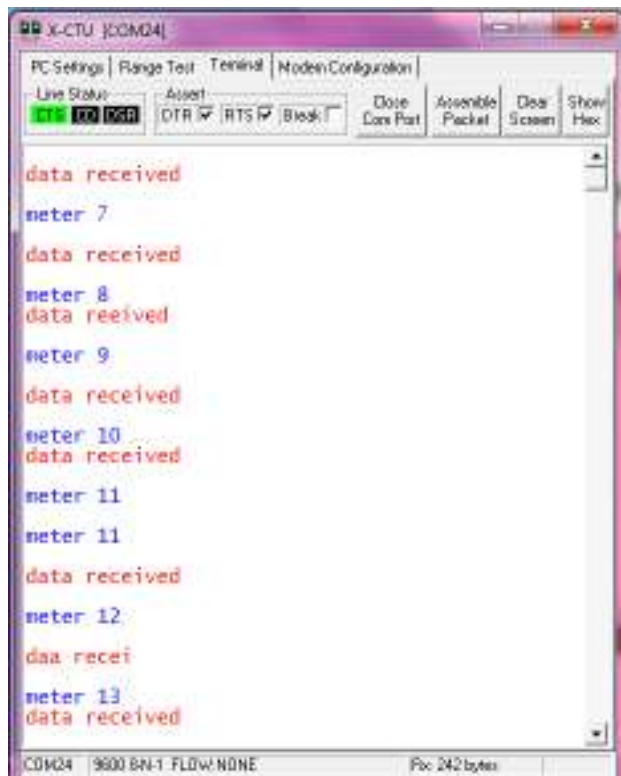 X-CTU [COM24]
PC Settings Range Test Terminal Modem Configuration
Line Status Assert
CTS CD DSR DTR RTS Break
Close Com Port
Assemble Packet
Clear Screen
Show Hex
data received
meter 7
data received
meter 8
data reeived
meter 9
data received
meter 10
data received
meter 11
meter 11
data received
meter 12
daa recei
meter 13
data received
COM24 9600 8-N-1 FLOW:NONE Rx: 242 bytes